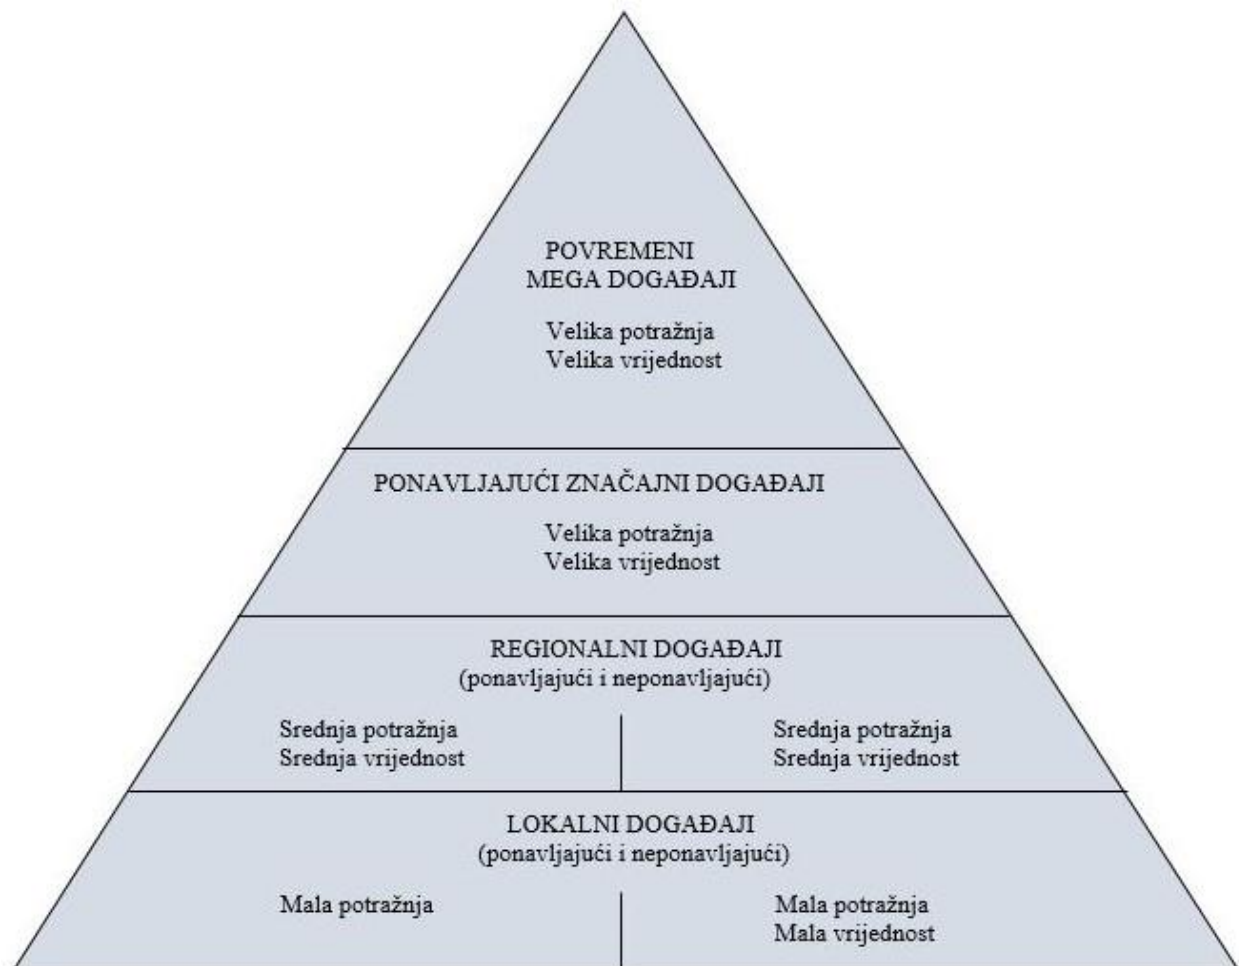 POVREMENI
MEGA DOGAĐAJI
Velika potražnja
Velika vrijednost
PONAVLJAJUĆI ZNAČAJNI DOGAĐAJI
Velika potražnja
Velika vrijednost
REGIONALNI DOGAĐAJI
(ponavljajući i neponavljajući)
Srednja potražnja
Srednja vrijednost
Srednja potražnja
Srednja vrijednost
LOKALNI DOGAĐAJI
(ponavljajući i neponavljajući)
Mala potražnja
Mala potražnja
Mala vrijednost